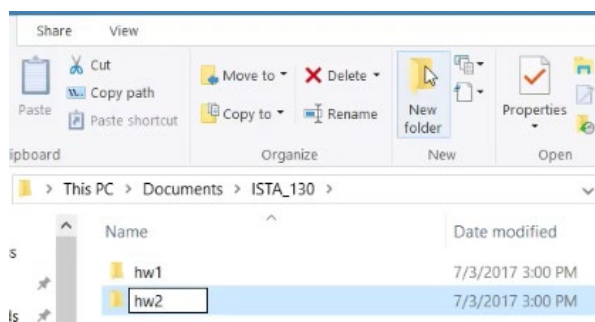 Share View
Cut
Copy path
Paste shortcut
Paste
Move to
Copy to
Delete
Rename
New folder
Properties
ipboard Organize New Open
> This PC > Documents > ISTA_130 >
Name Date modified
s
hw1 7/3/2017 3:00 PM
hw2 7/3/2017 3:00 PM
ls